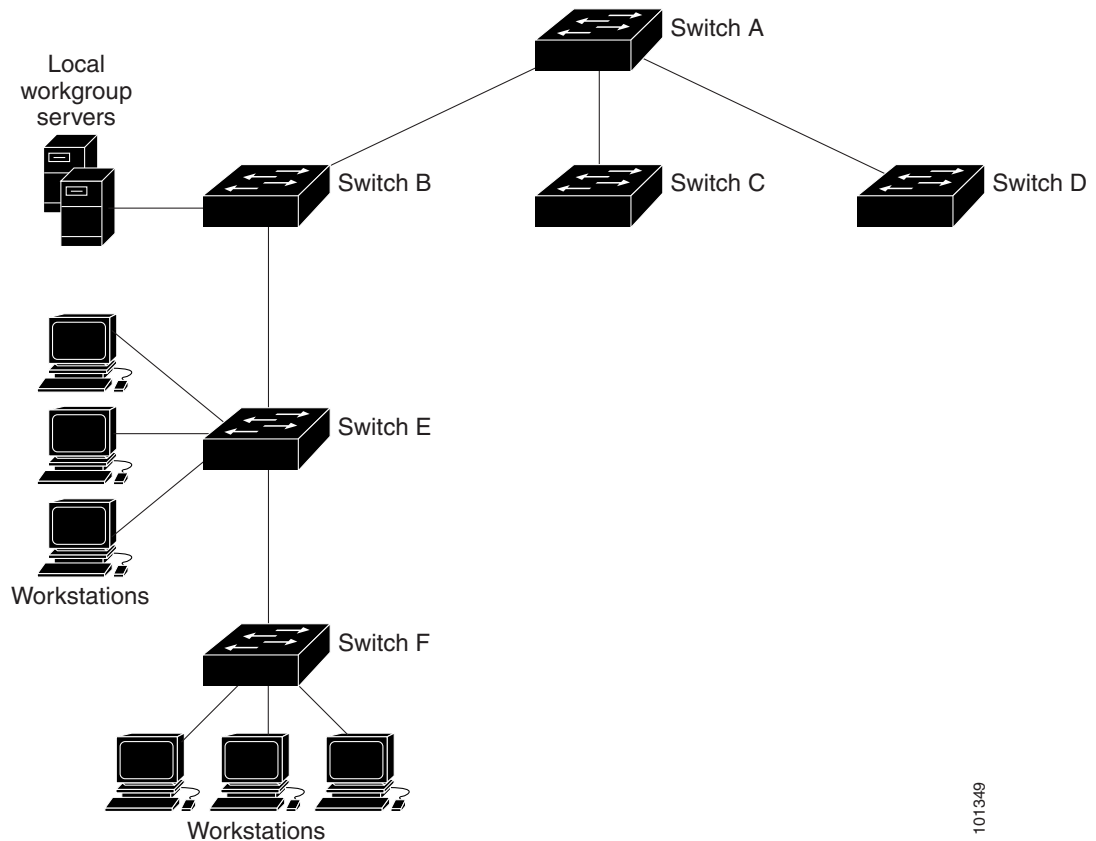 Switch A
Local
workgroup
servers
Switch B
Switch C
Switch D
Switch E
Workstations
Switch F
Workstations
101349